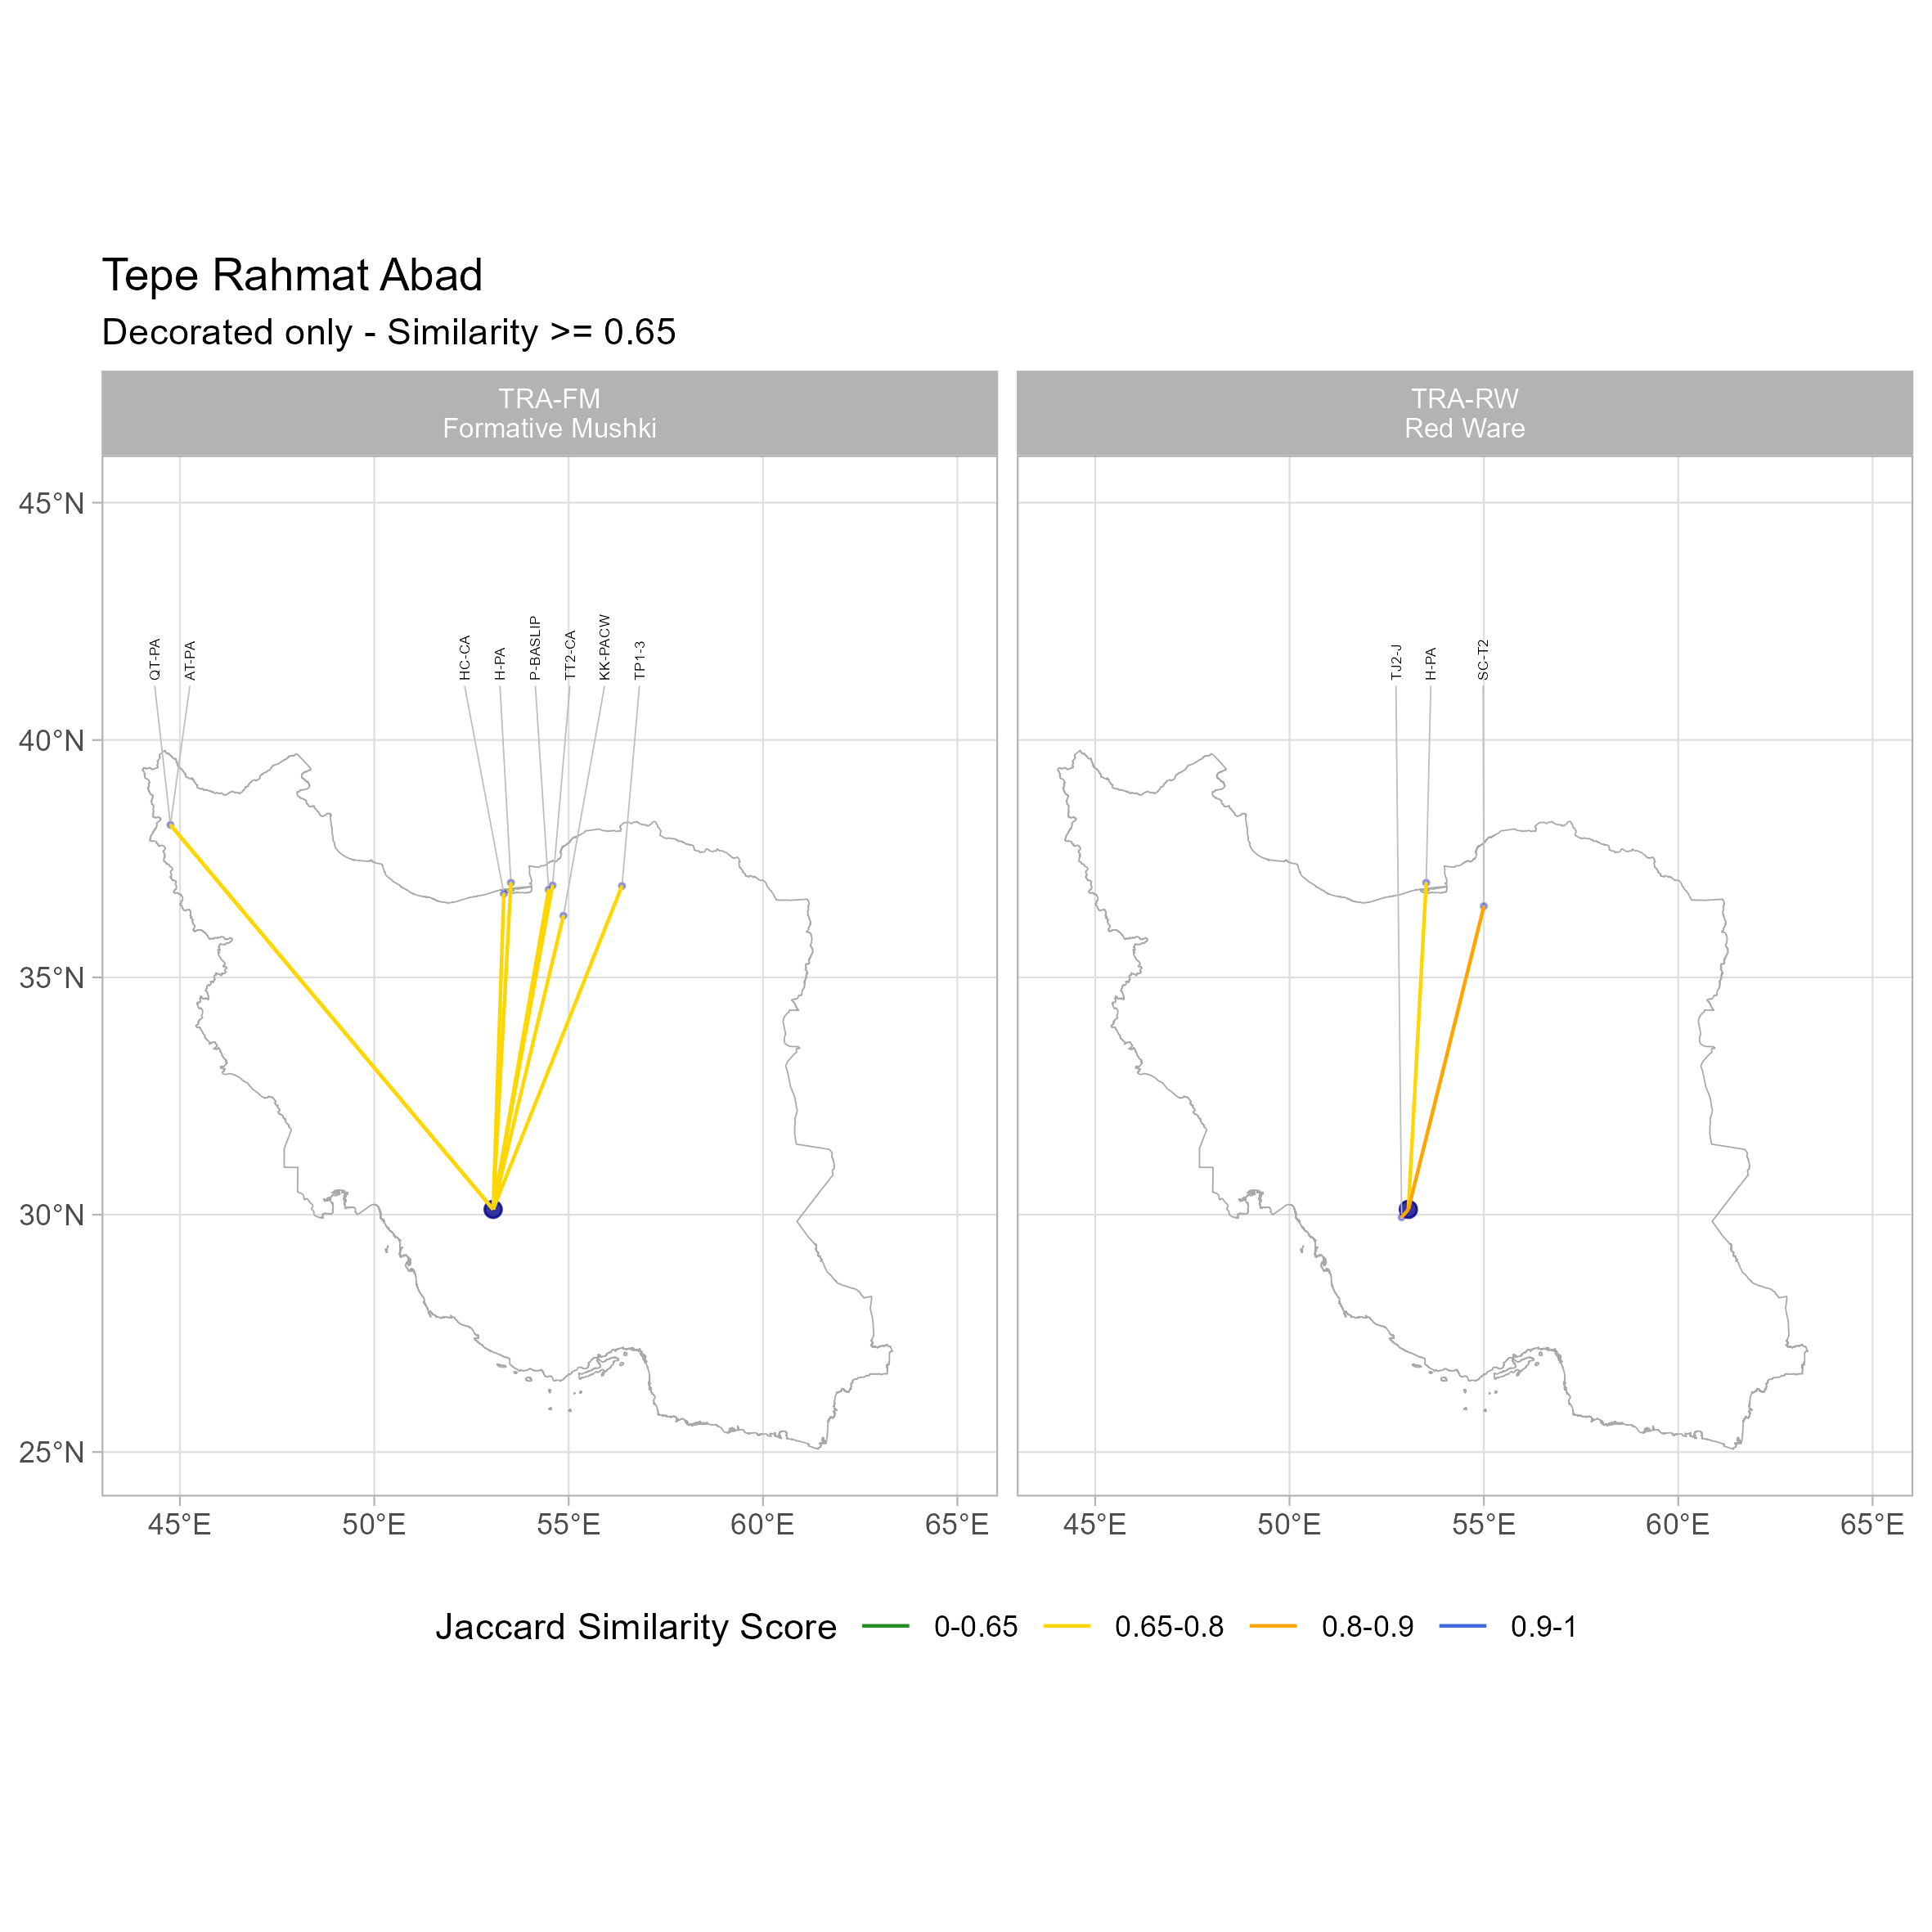 Tepe Rahmat Abad
Decorated only - Similarity >= 0.65
TRA-FM
Formative Mushki
TRA-RW
Red Ware
45°N
40°N
35°N
30°N
25°N
QT-PA
AT-PA
HC-CA
H-PA
P-BASLIP
TT2-CA
KK-PACW
TP1-3
TJ2-J
H-PA
SC-T2
45°E 50°E 55°E 60°E 65°E
45°E 50°E 55°E 60°E 65°E
Jaccard Similarity Score 0-0.65 0.65-0.8 0.8-0.9 0.9-1